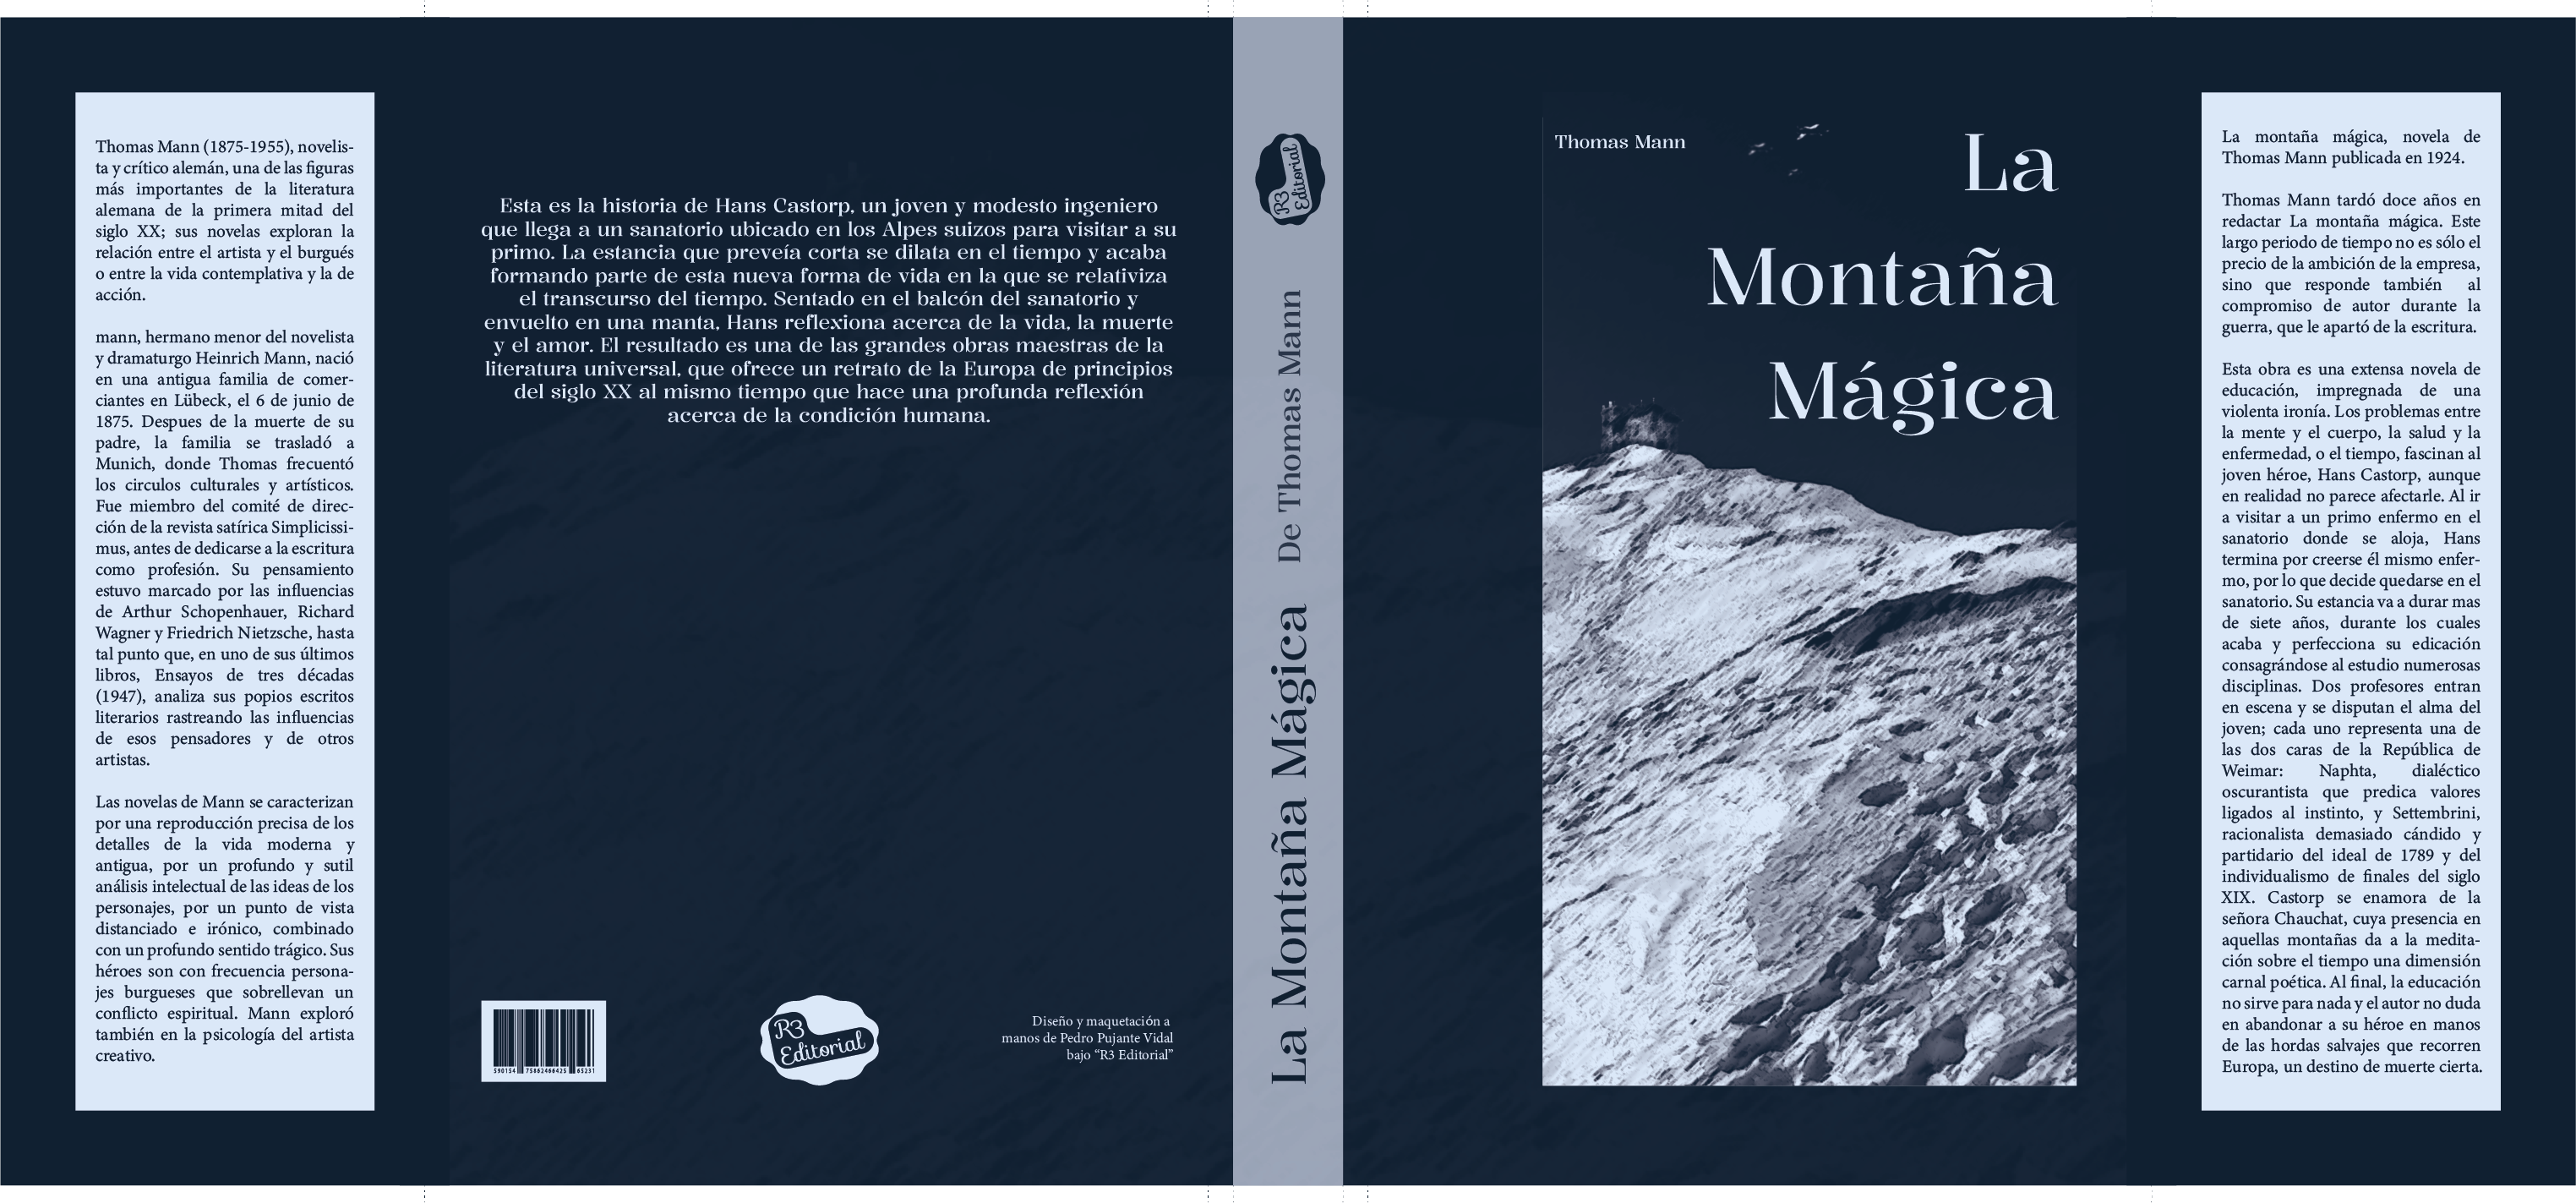 Thomas Mann (1875-1955), novelis-
ta y crítico alemán, una de las figuras
más importantes de la literatura
alemana de la primera mitad del
siglo XX; sus novelas exploran la
relación entre el artista y el burgués
o entre la vida contemplativa y la de
acción.
mann, hermano menor del novelista
y dramaturgo Heinrich Mann, nació
en una antigua familia de comer-
ciantes en Lübeck, el 6 de junio de
1875. Despues de la muerte de su
padre, la familia se trasladó a
Munich, donde Thomas frecuentó
los circulos culturales y artísticos.
Fue miembro del comité de direc-
ción de la revista satírica Simplicissi-
mus, antes de dedicarse a la escritura
como profesión. Su pensamiento
estuvo marcado por las influencias
de Arthur Schopenhauer, Richard
Wagner y Friedrich Nietzsche, hasta
tal punto que, en uno de sus últimos
libros, Ensayos de tres décadas
(1947), analiza sus popios escritos
literarios rastreando las influencias
de esos pensadores y de otros
artistas.
Las novelas de Mann se caracterizan
por una reproducción precisa de los
detalles de la vida moderna y
antigua, por un profundo y sutil
análisis intelectual de las ideas de los
personajes, por un punto de vista
distanciado e irónico, combinado
con un profundo sentido trágico. Sus
héroes son con frecuencia persona-
jes burgueses que sobrellevan un
conflicto espiritual. Mann exploró
también en la psicología del artista
creativo.
Esta es la historia de Hans Castorp, un joven y modesto ingeniero
que llega a un sanatorio ubicado en los Alpes suizos para visitar a su
primo. La estancia que preveía corta se dilata en el tiempo y acaba
formando parte de esta nueva forma de vida en la que se relativiza
el transcurso del tiempo. Sentado en el balcón del sanatorio y
envuelto en una manta, Hans reflexiona acerca de la vida, la muerte
y el amor. El resultado es una de las grandes obras maestras de la
literatura universal, que ofrece un retrato de la Europa de principios
del siglo XX al mismo tiempo que hace una profunda reflexión
acerca de la condición humana.
590154 75862466425 65231
R3
Editorial
Diseño y maquetación a
manos de Pedro Pujante Vidal
bajo “R3 Editorial”
R3
Editorial
La Montaña Mágica De Thomas Mann
Thomas Mann
La
Montaña
Mágica
La montaña mágica, novela de
Thomas Mann publicada en 1924.
Thomas Mann tardó doce años en
redactar La montaña mágica. Este
largo periodo de tiempo no es sólo el
precio de la ambición de la empresa,
sino que responde también al
compromiso de autor durante la
guerra, que le apartó de la escritura.
Esta obra es una extensa novela de
educación, impregnada de una
violenta ironía. Los problemas entre
la mente y el cuerpo, la salud y la
enfermedad, o el tiempo, fascinan al
joven héroe, Hans Castorp, aunque
en realidad no parece afectarle. Al ir
a visitar a un primo enfermo en el
sanatorio donde se aloja, Hans
termina por creerse él mismo enfer-
mo, por lo que decide quedarse en el
sanatorio. Su estancia va a durar mas
de siete años, durante los cuales
acaba y perfecciona su edicación
consagrándose al estudio numerosas
disciplinas. Dos profesores entran
en escena y se disputan el alma del
joven; cada uno representa una de
las dos caras de la República de
Weimar: Naphta, dialéctico
oscurantista que predica valores
ligados al instinto, y Settembrini,
racionalista demasiado cándido y
partidario del ideal de 1789 y del
individualismo de finales del siglo
XIX. Castorp se enamora de la
señora Chauchat, cuya presencia en
aquellas montañas da a la medita-
ción sobre el tiempo una dimensión
carnal poética. Al final, la educación
no sirve para nada y el autor no duda
en abandonar a su héroe en manos
de las hordas salvajes que recorren
Europa, un destino de muerte cierta.